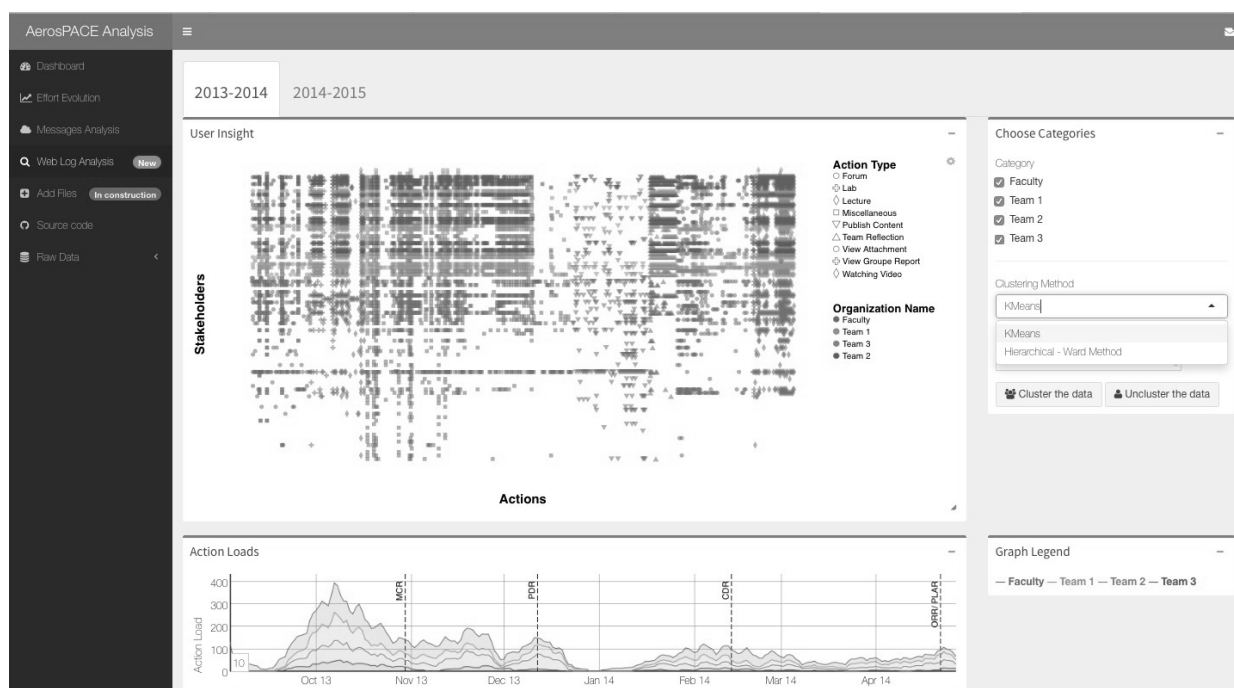 AerosPACE Analysis
Dashboard
Effort Evolution
Messages Analysis
Web Log Analysis New
Add Files In construction
Source code
Raw Data
2013-2014 2014-2015
User Insight
Stakeholders
Actions
Action Type
Forum
Lab
Lecture
Miscellaneous
Publish Content
Team Reflection
View Attachment
View Groupe Report
Watching Video
Organization Name
Faculty
Team 1
Team 3
Team 2
Choose Categories
Category
Faculty
Team 1
Team 2
Team 3
Clustering Method
KMeans
KMeans
Hierarchical - Ward Method
Cluster the data Uncluster the data
Action Loads
Action Load
400
300
200
100
0
10
MCR
PDR
CDR
ORR/ PLAR
Oct 13 Nov 13 Dec 13 Jan 14 Feb 14 Mar 14 Apr 14
Graph Legend
— Faculty — Team 1 — Team 2 — Team 3